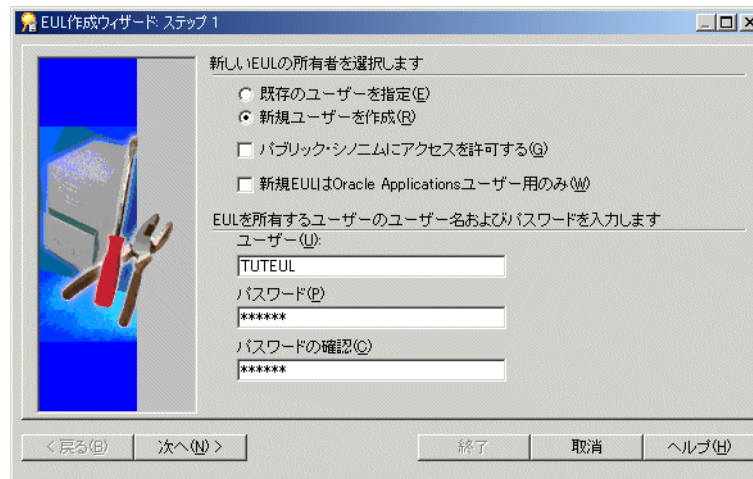 EUL作成ウィザード: ステップ 1
新しいEULの所有者を選択します
既存のユーザーを指定(E)
新規ユーザーを作成(R)
パブリック・シノニムにアクセスを許可する(G)
新規EULはOracle Applicationsユーザー用のみ(W)
EULを所有するユーザーのユーザー名およびパスワードを入力します
ユーザー(U):
TUTEUL
パスワード(P)
******
パスワードの確認(C)
******
< 戻る(B) 次へ(N) > 終了 取消 ヘルプ(H)